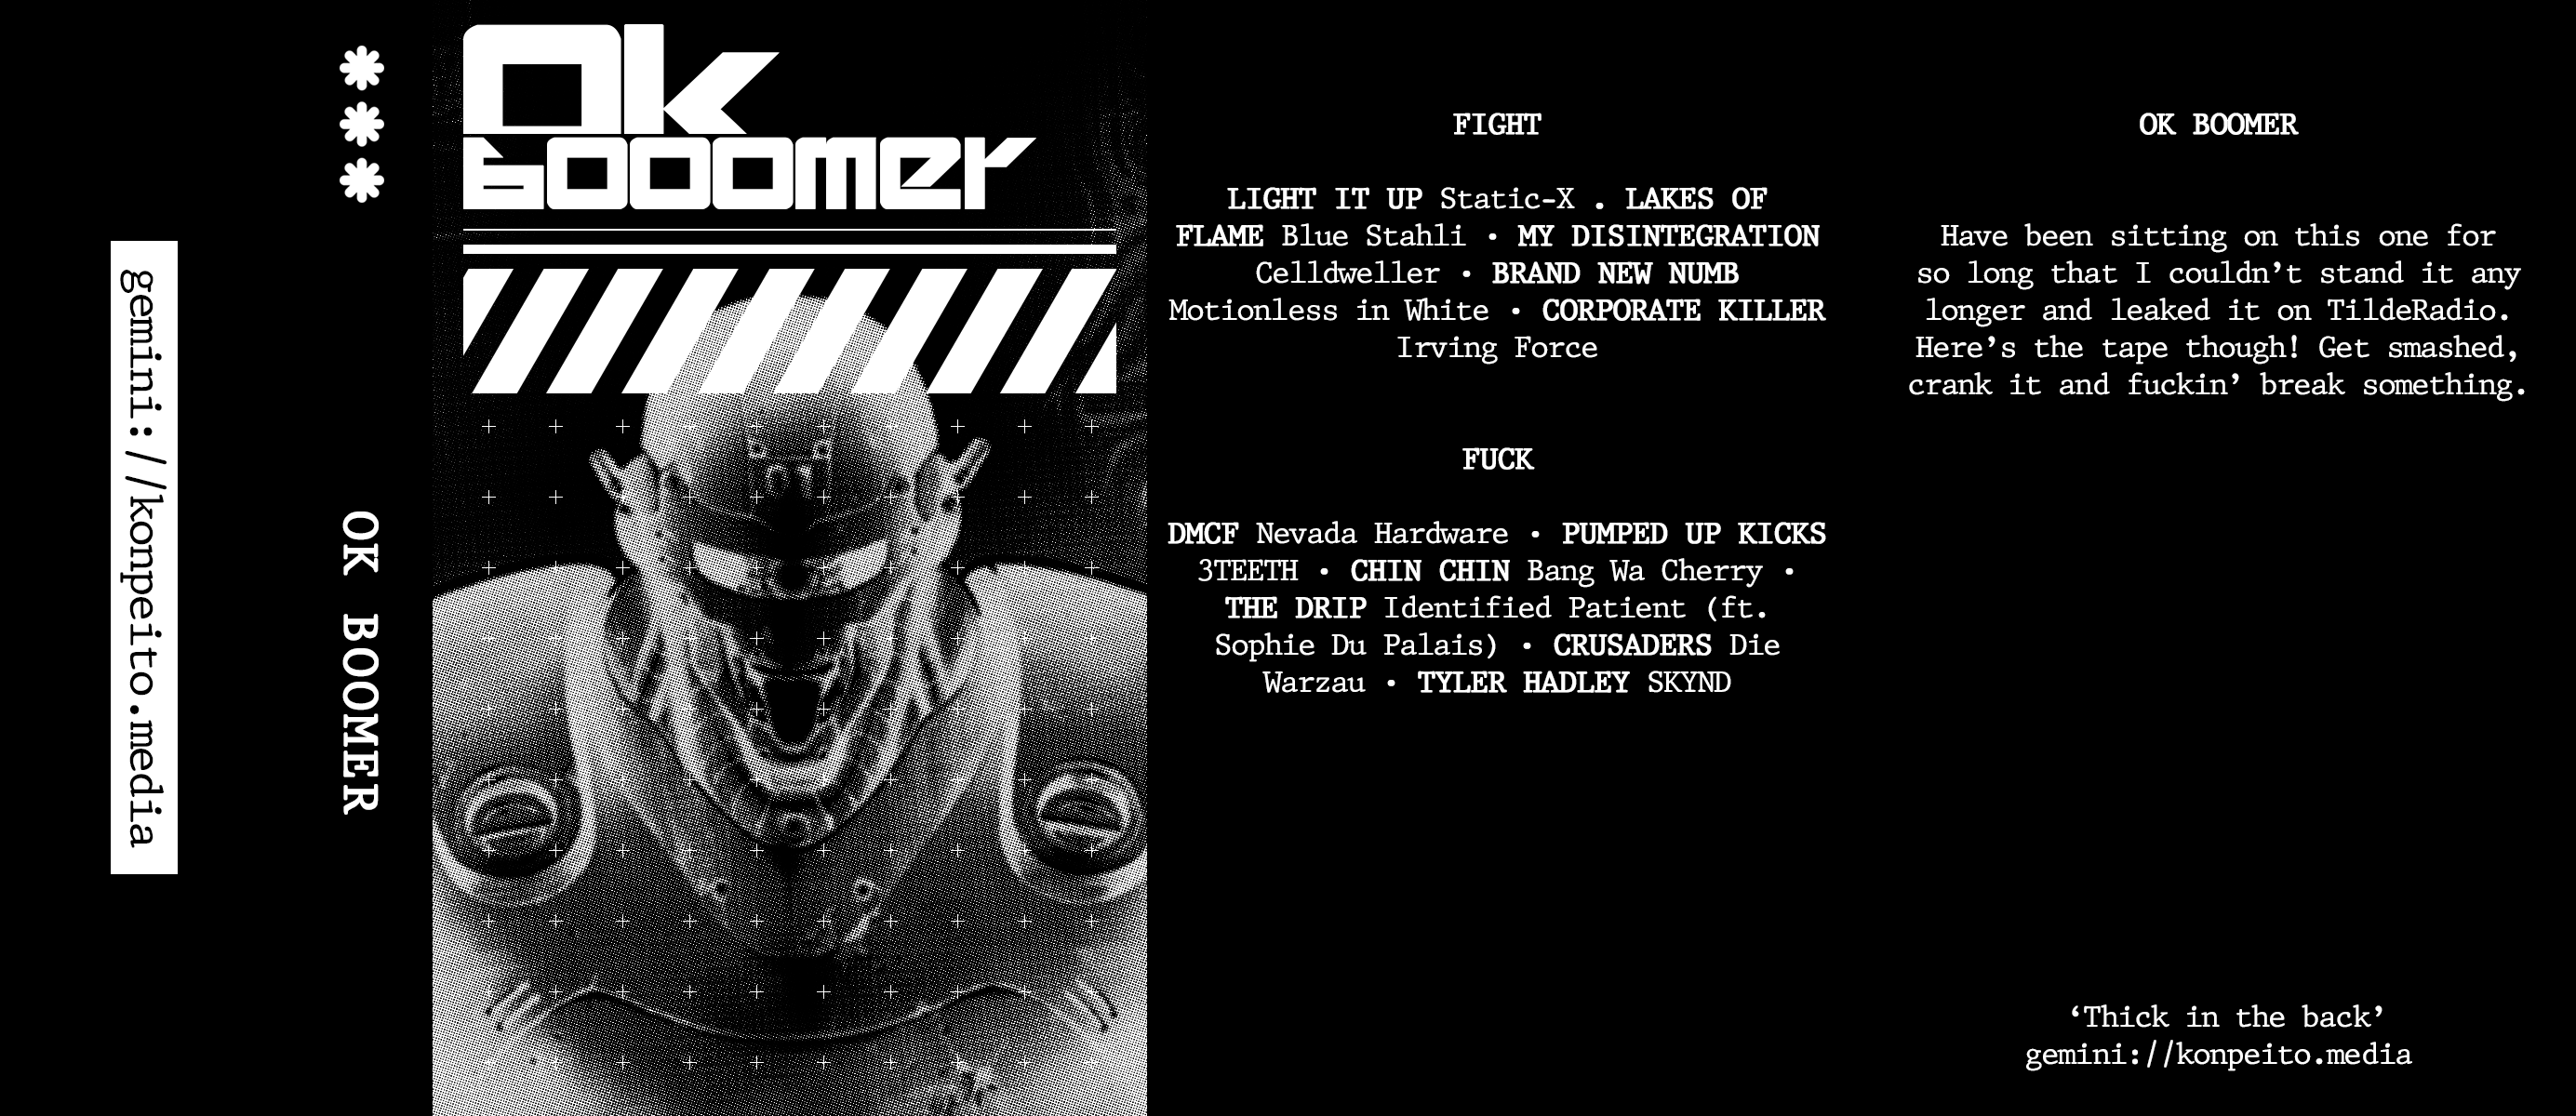 gemini://konpeito.media
***
OK BOOMER
Ok
booomer
FIGHT
LIGHT IT UP Static-X . LAKES OF
FLAME Blue Stahli • MY DISINTEGRATION
Celldweller • BRAND NEW NUMB
Motionless in White • CORPORATE KILLER
Irving Force
FUCK
DMCF Nevada Hardware • PUMPED UP KICKS
3TEETH • CHIN CHIN Bang Wa Cherry •
THE DRIP Identified Patient (ft.
Sophie Du Palais) • CRUSADERS Die
Warzau • TYLER HADLEY SKYND
OK BOOMER
Have been sitting on this one for
so long that I couldn’t stand it any
longer and leaked it on TildeRadio.
Here’s the tape though! Get smashed,
crank it and fuckin’ break something.
‘Thick in the back’
gemini://konpeito.media